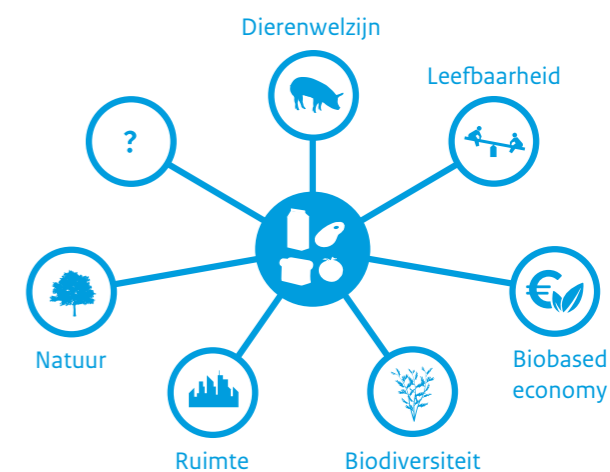 Dierenwelzijn
Leefbaarheid
?
€
Natuur
Biobased
economy
Ruimte
Biodiversiteit